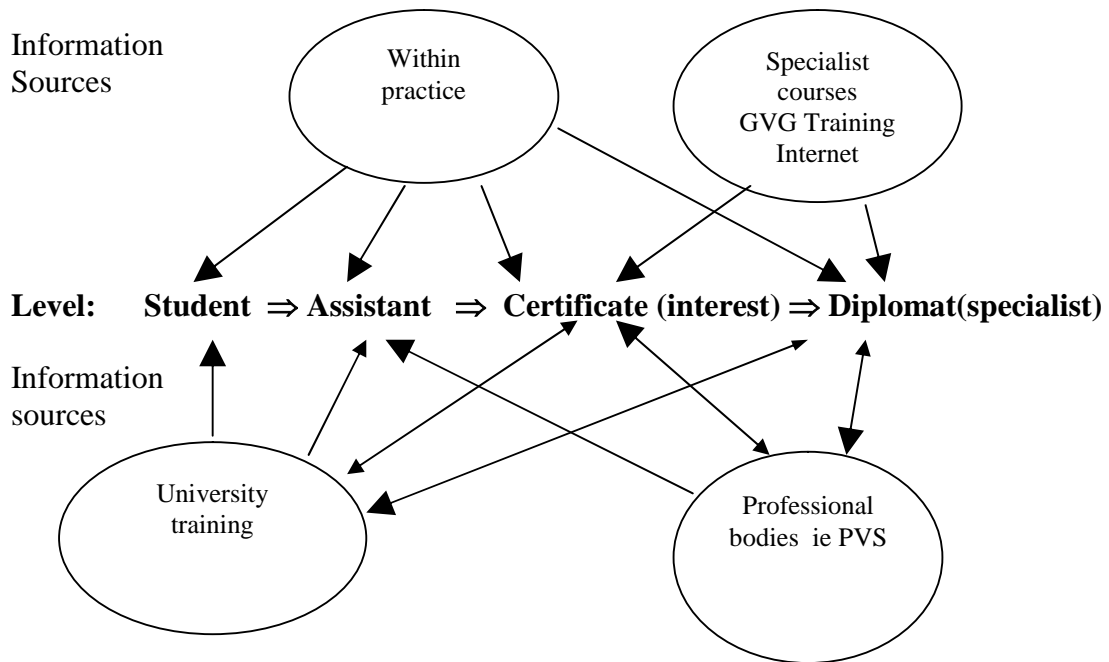 Information
Sources
Within
practice
Specialist
courses
GVG Training
Internet
Level: Student ⇒ Assistant ⇒ Certificate (interest) ⇒ Diplomat(specialist)
Information
sources
University
training
Professional
bodies ie PVS